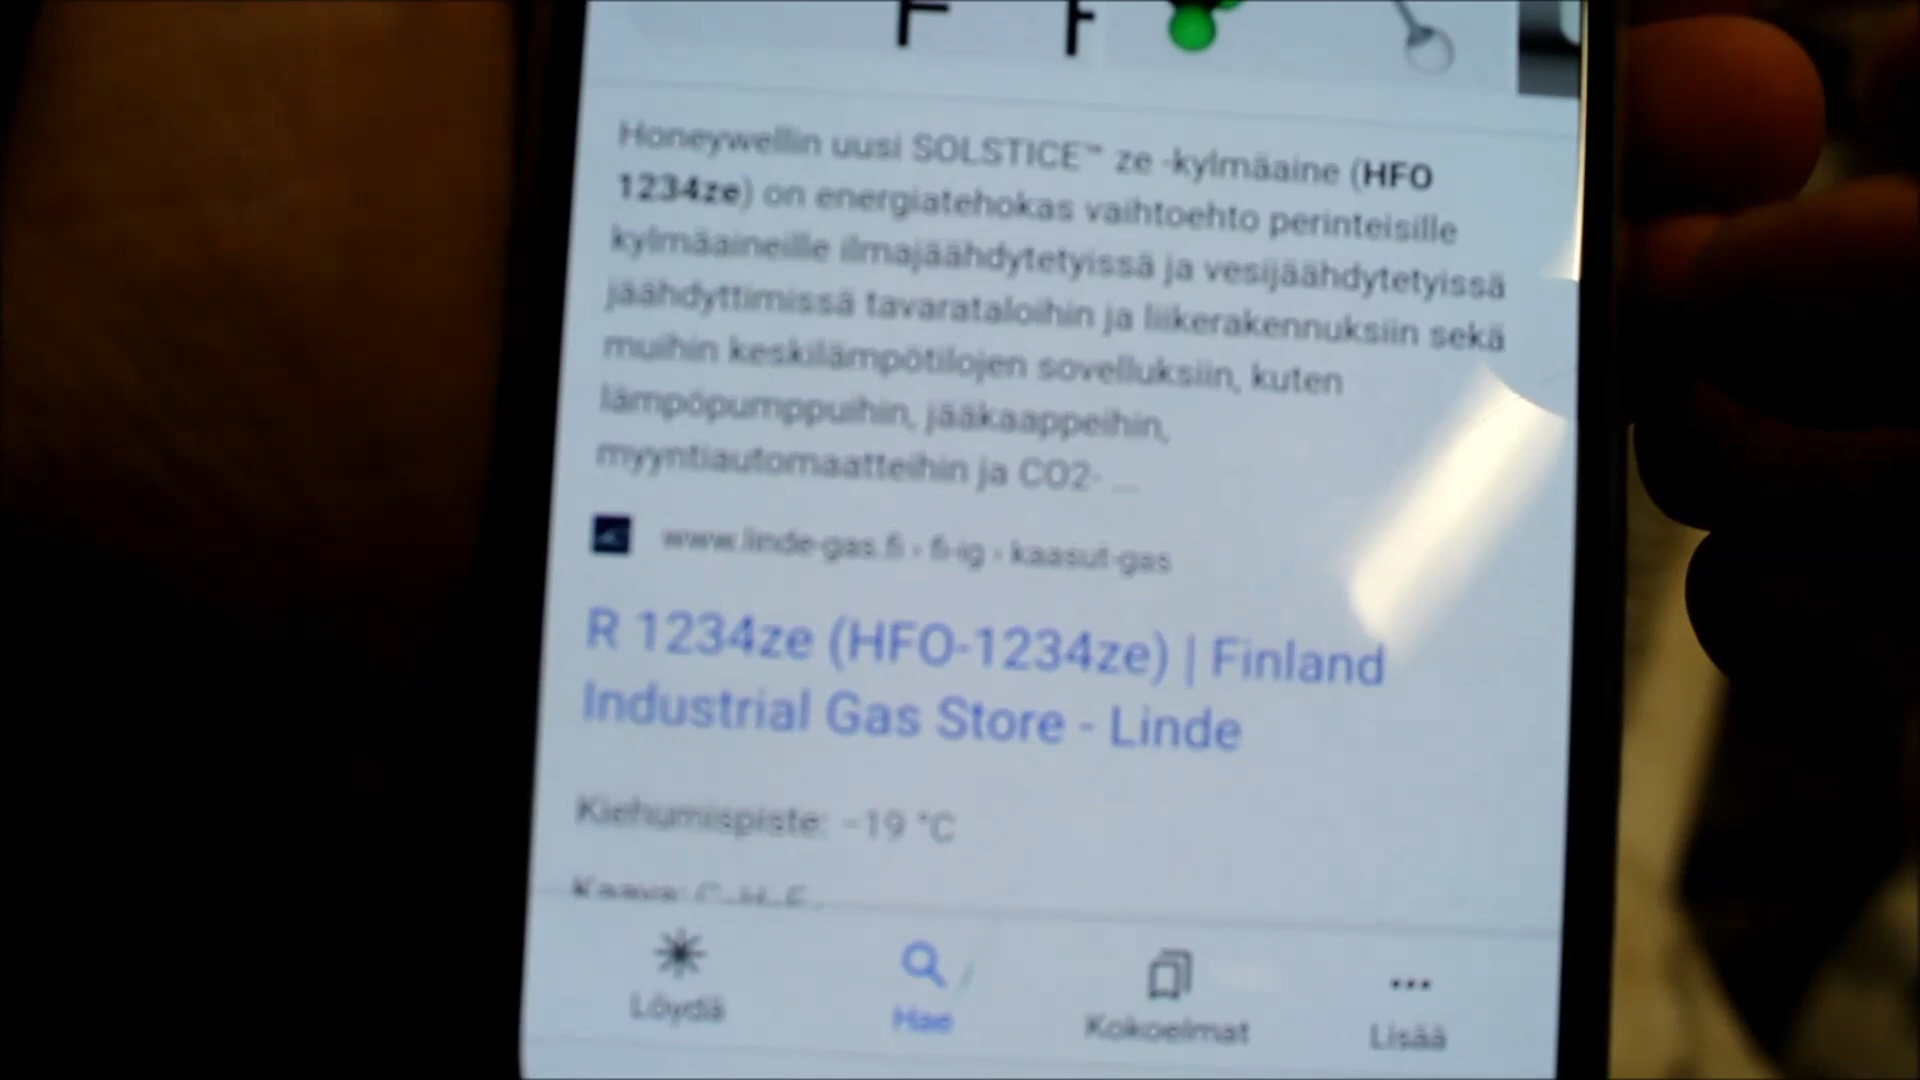 Honeywellin uusi SOLSTICE™ ze -kylmäaine (HFO
1234ze) on energiatehokas vaihtoehto perinteisille
kylmäaineille ilmajäähdytetyissä ja vesijäähdytetyissä
jäähdyttimissä tavarataloihin ja liikerakennuksiin sekä
muihin keskilämpötilojen sovelluksiin, kuten
lämpöpumppuihin, jääkaappeihin,
myyntiautomaatteihin ja CO2- ...
www.linde-gas.fi › fi-ig › kaasut-gas
R 1234ze (HFO-1234ze) | Finland
Industrial Gas Store - Linde
Kiehumispiste: −19 °C
Kaava:
Löydä
Hae
Kokoelmat
Lisää